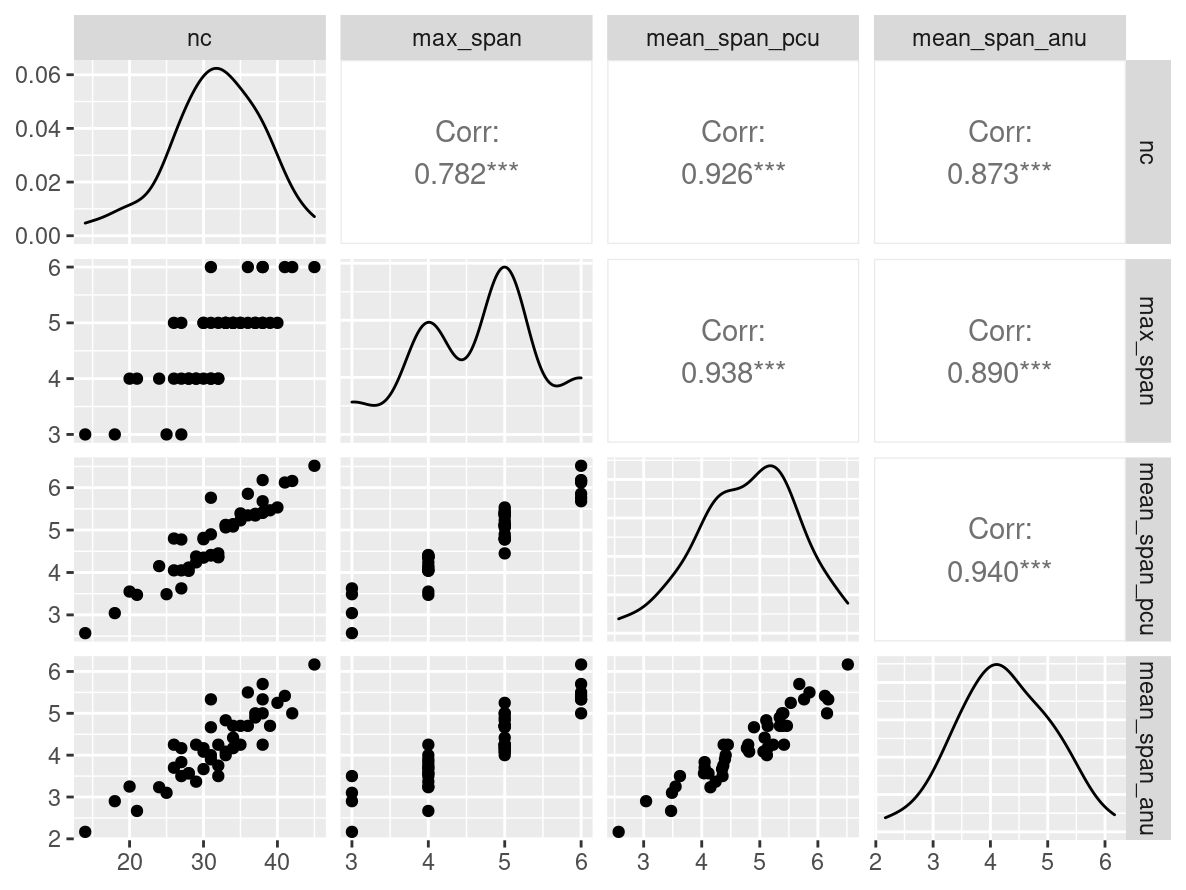 nc max_span mean_span_pcu mean_span_anu
0.06
0.04
0.02
0.00
Corr:
0.782***
Corr:
0.926***
Corr:
0.873***
nc
6
5
4
3
Corr:
0.938***
Corr:
0.890***
max_span
6
5
4
3
Corr:
0.940***
mean_span_pcu
6
5
4
3
2
mean_span_anu
20 30 40
3 4 5 6
3 4 5 6
2 3 4 5 6